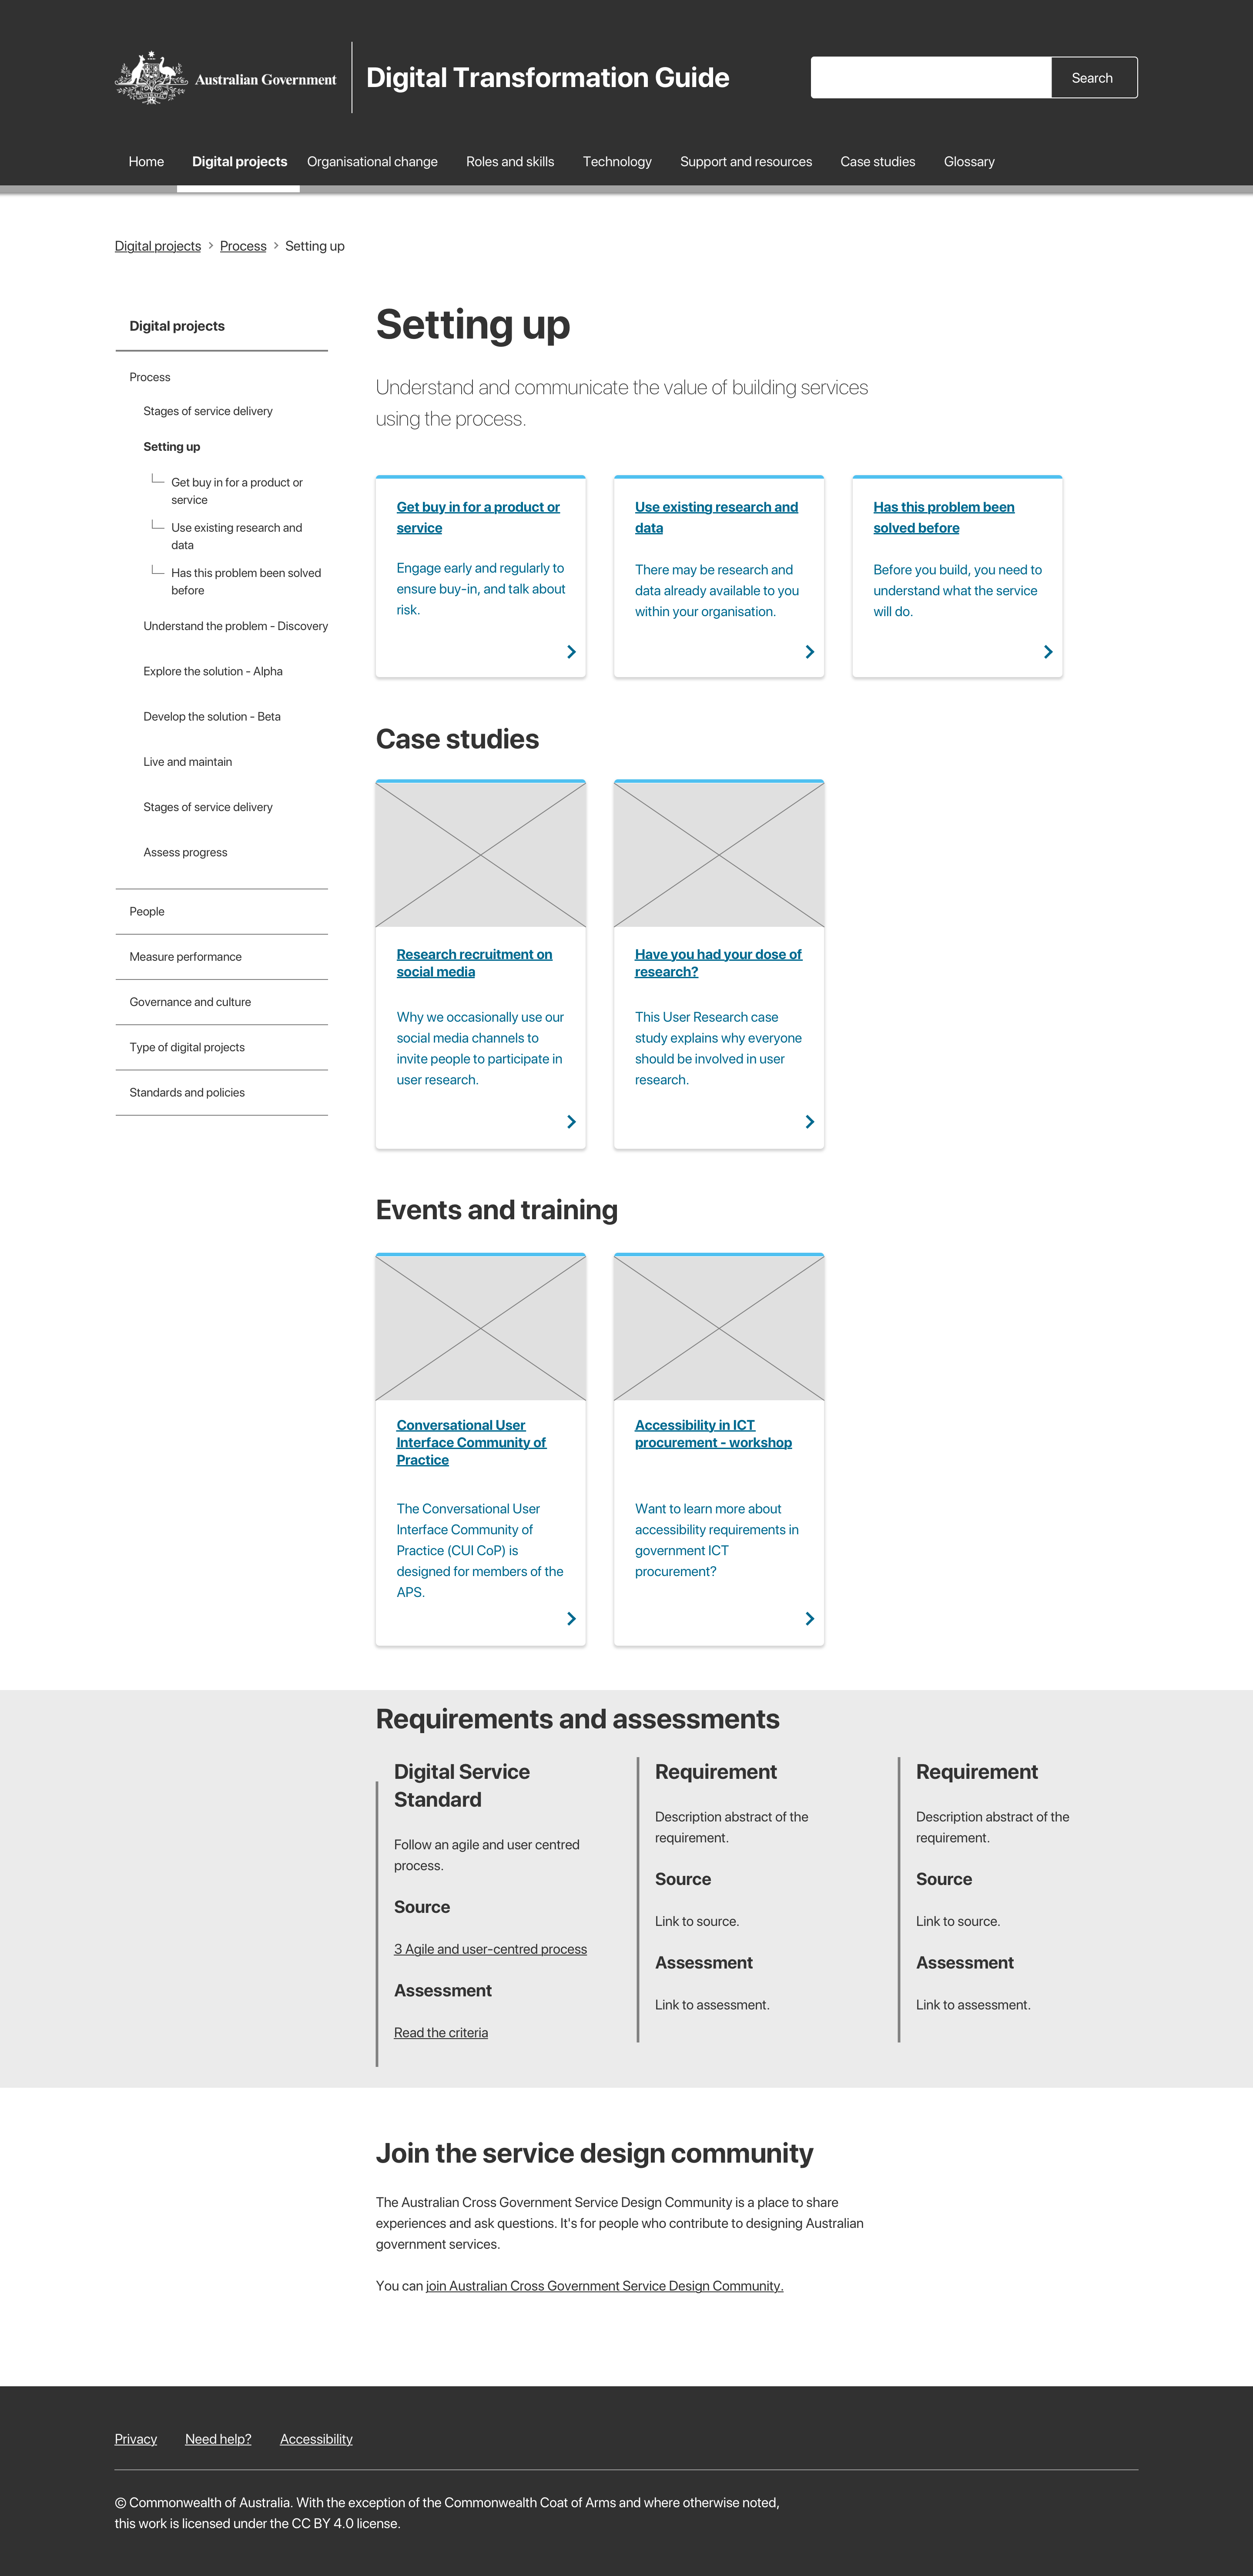 Australian Government
Digital Transformation Guide
Search
Home
Digital projects
Organisational change
Roles and skills
Technology
Support and resources
Case studies
Glossary
Digital projects > Process > Setting up
Digital projects
Process
Stages of service delivery
Setting up
Get buy in for a product or
service
Use existing research and
data
Has this problem been solved
before
Understand the problem - Discovery
Explore the solution - Alpha
Develop the solution - Beta
Live and maintain
Stages of service delivery
Assess progress
People
Measure performance
Governance and culture
Type of digital projects
Standards and policies
Setting up
Understand and communicate the value of building services
using the process.
Get buy in for a product or
service
Engage early and regularly to
ensure buy-in, and talk about
risk.
Use existing research and
data
There may be research and
data already available to you
within your organisation.
Has this problem been
solved before
Before you build, you need to
understand what the service
will do.
Case studies
Research recruitment on
social media
Why we occasionally use our
social media channels to
invite people to participate in
user research.
Have you had your dose of
research?
This User Research case
study explains why everyone
should be involved in user
research.
Events and training
Conversational User
Interface Community of
Practice
The Conversational User
Interface Community of
Practice (CUI CoP) is
designed for members of the
APS.
Accessibility in ICT
procurement - workshop
Want to learn more about
accessibility requirements in
government ICT
procurement?
Requirements and assessments
Digital Service
Standard
Follow an agile and user centred
process.
Source
3 Agile and user-centred process
Assessment
Read the criteria
Requirement
Description abstract of the
requirement.
Source
Link to source.
Assessment
Link to assessment.
Requirement
Description abstract of the
requirement.
Source
Link to source.
Assessment
Link to assessment.
Join the service design community
The Australian Cross Government Service Design Community is a place to share
experiences and ask questions. It's for people who contribute to designing Australian
government services.
You can join Australian Cross Government Service Design Community.
Privacy
Need help?
Accessibility
© Commonwealth of Australia. With the exception of the Commonwealth Coat of Arms and where otherwise noted,
this work is licensed under the CC BY 4.0 license.